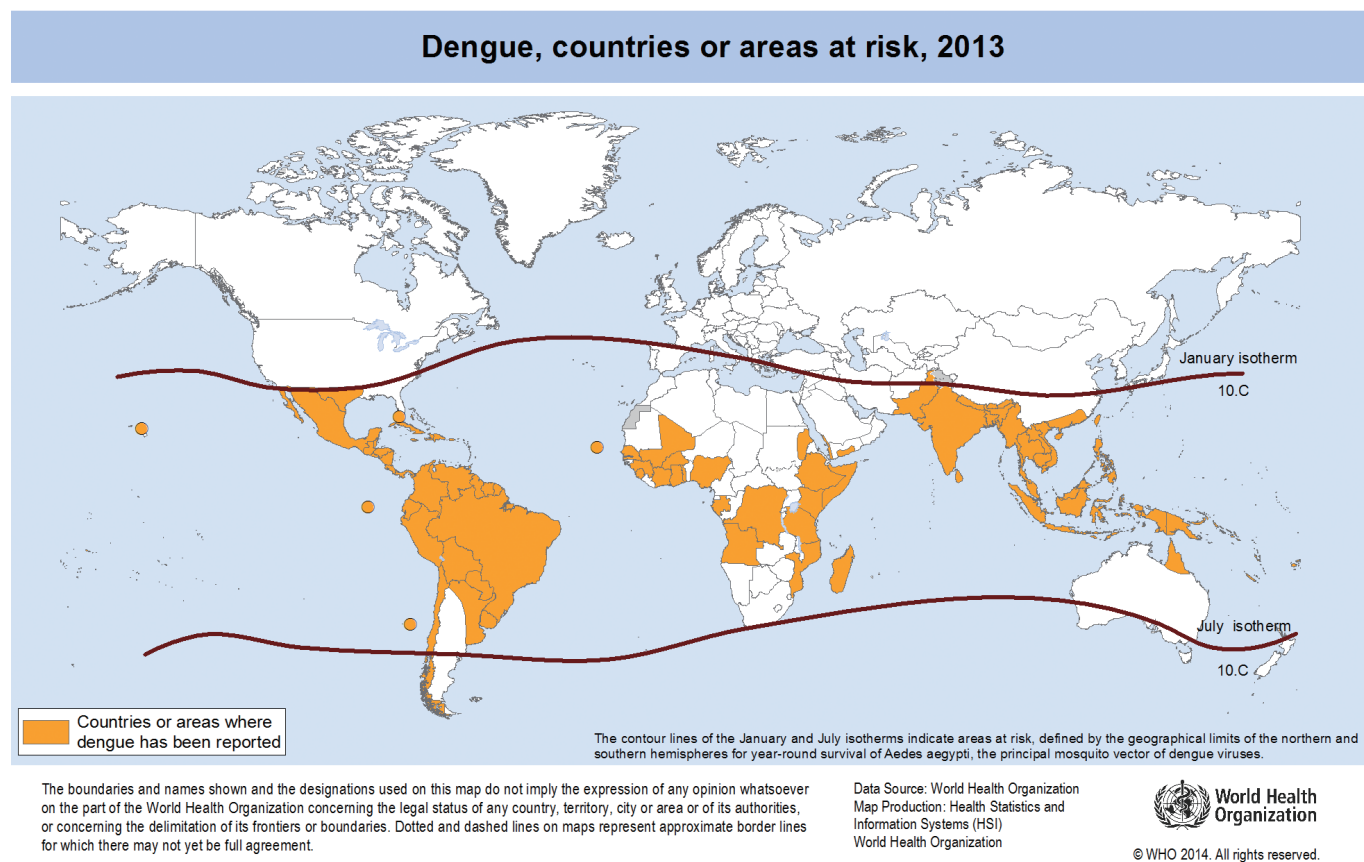 Dengue, countries or areas at risk, 2013
January isotherm
10.C
July isotherm
10.C
Countries or areas where
dengue has been reported
The contour lines of the January and July isotherms indicate areas at risk, defined by the geographical limits of the northern and
southern hemispheres for year-round survival of Aedes aegypti, the principal mosquito vector of dengue viruses.
The boundaries and names shown and the designations used on this map do not imply the expression of any opinion whatsoever
on the part of the World Health Organization concerning the legal status of any country, territory, city or area or of its authorities,
or concerning the delimitation of its frontiers or boundaries. Dotted and dashed lines on maps represent approximate border lines
for which there may not yet be full agreement.
Data Source: World Health Organization
Map Production: Health Statistics and
Information Systems (HSI)
World Health Organization
World Health
Organization
© WHO 2014. All rights reserved.